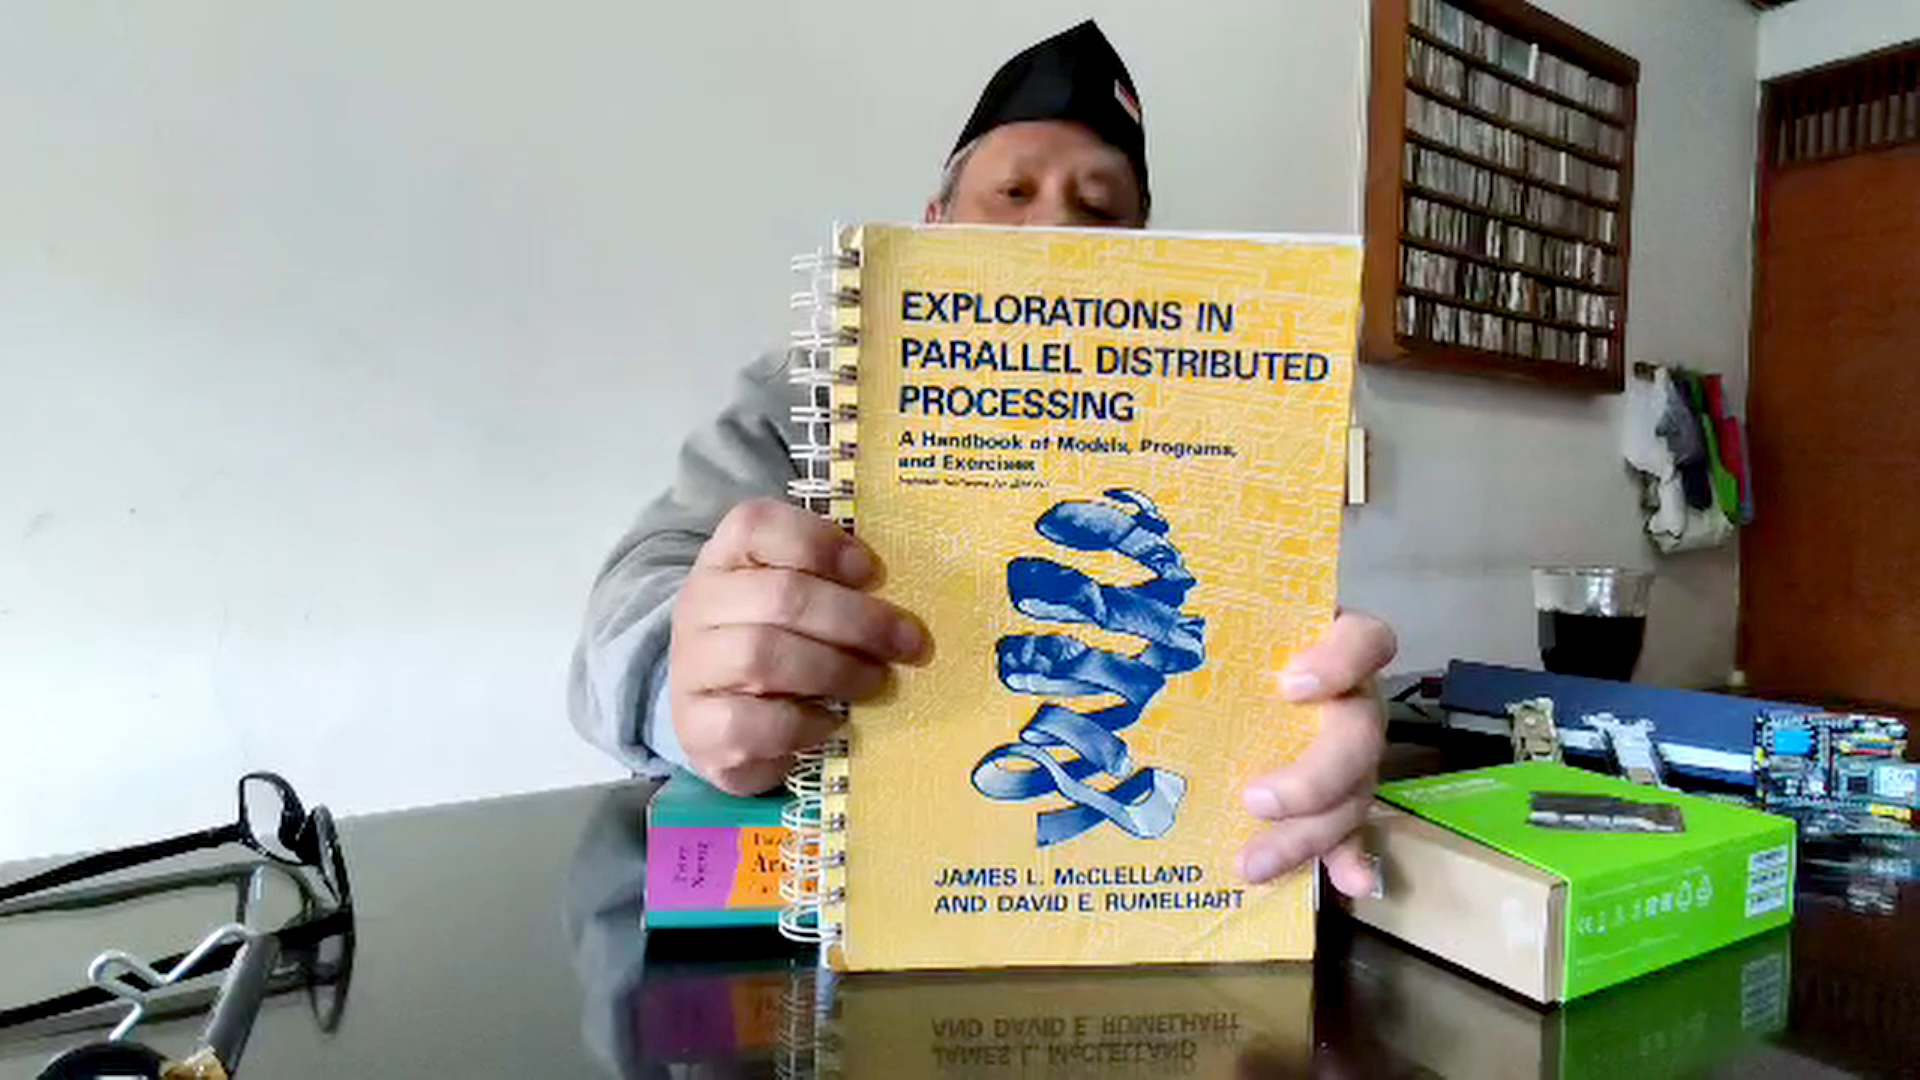 EXPLORATIONS IN
PARALLEL DISTRIBUTED
PROCESSING
A Handbook of Models, Programs,
and Exercises
JAMES L. McCLELLAND
AND DAVID E. RUMELHART